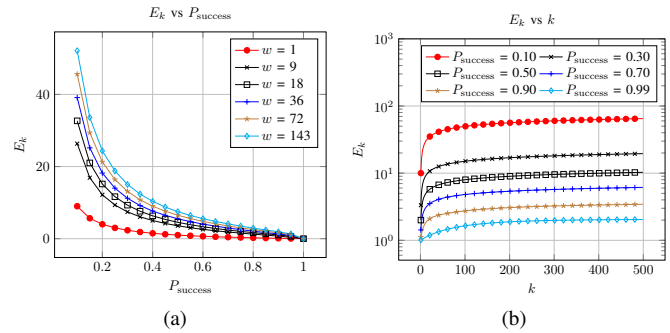 E_k vs P_success
w = 1
w = 9
w = 18
w = 36
w = 72
w = 143
40
20
0
E_k
0.2 0.4 0.6 0.8 1
P_success
(a)
E_k vs k
P_success = 0.10 P_success = 0.30
P_success = 0.50 P_success = 0.70
P_success = 0.90 P_success = 0.99
10^3
10^2
10^1
10^0
E_k
0 100 200 300 400 500
k
(b)